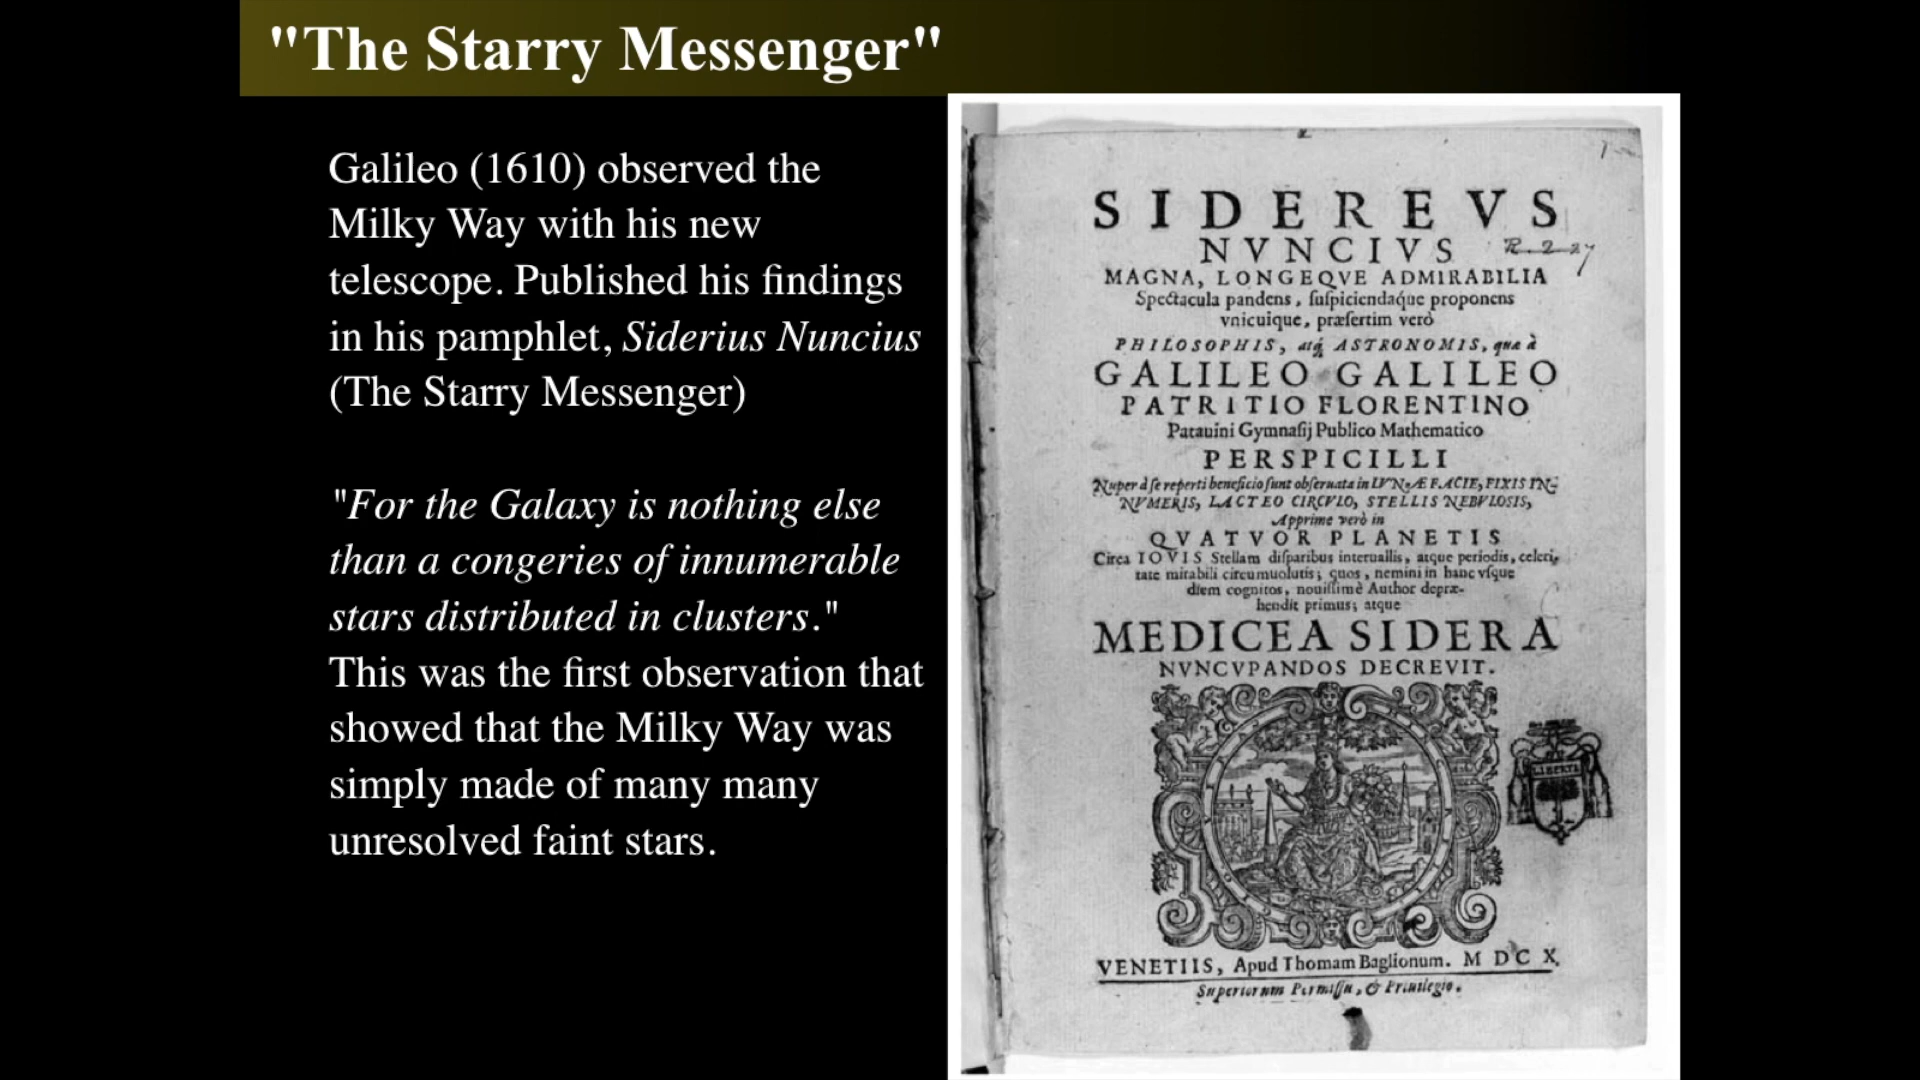 "The Starry Messenger"
Galileo (1610) observed the
Milky Way with his new
telescope. Published his findings
in his pamphlet, Siderius Nuncius
(The Starry Messenger)
"For the Galaxy is nothing else
than a congeries of innumerable
stars distributed in clusters."
This was the first observation that
showed that the Milky Way was
simply made of many many
unresolved faint stars.
SIDEREVS
NVNCIVS
MAGNA, LONGEQVE ADMIRABILIA
Spectacula pandens, ſuſpiciendaq́ue proponens
vnicuique, præſertim verò
PHILOSOPHIS, atq́ ASTRONOMIS, quæ à
GALILEO GALILEO
PATRITIO FLORENTINO
Patauini Gymnaſij Publico Mathematico
PERSPICILLI
Nuper à ſe reperti beneficio ſunt obſeruata in LVNÆ FACIE, FIXIS IN-
NVMERIS, LACTEO CIRCVLO, STELLIS NEBVLOSIS,
Apprime verò in
QVATVOR PLANETIS
Circa IOVIS Stellam diſparibus interuallis, atque periodis, celeri-
tate mirabili circumuolutis; quos, nemini in hanc vſque
diem cognitos, nouiſſimè Author depræ-
hendit primus; atque
MEDICEA SIDERA
NVNCVPANDOS DECREVIT.
VENETIIS, Apud Thomam Baglionum. M DC X.
Superiorum Permiſſu, & Priuilegio.